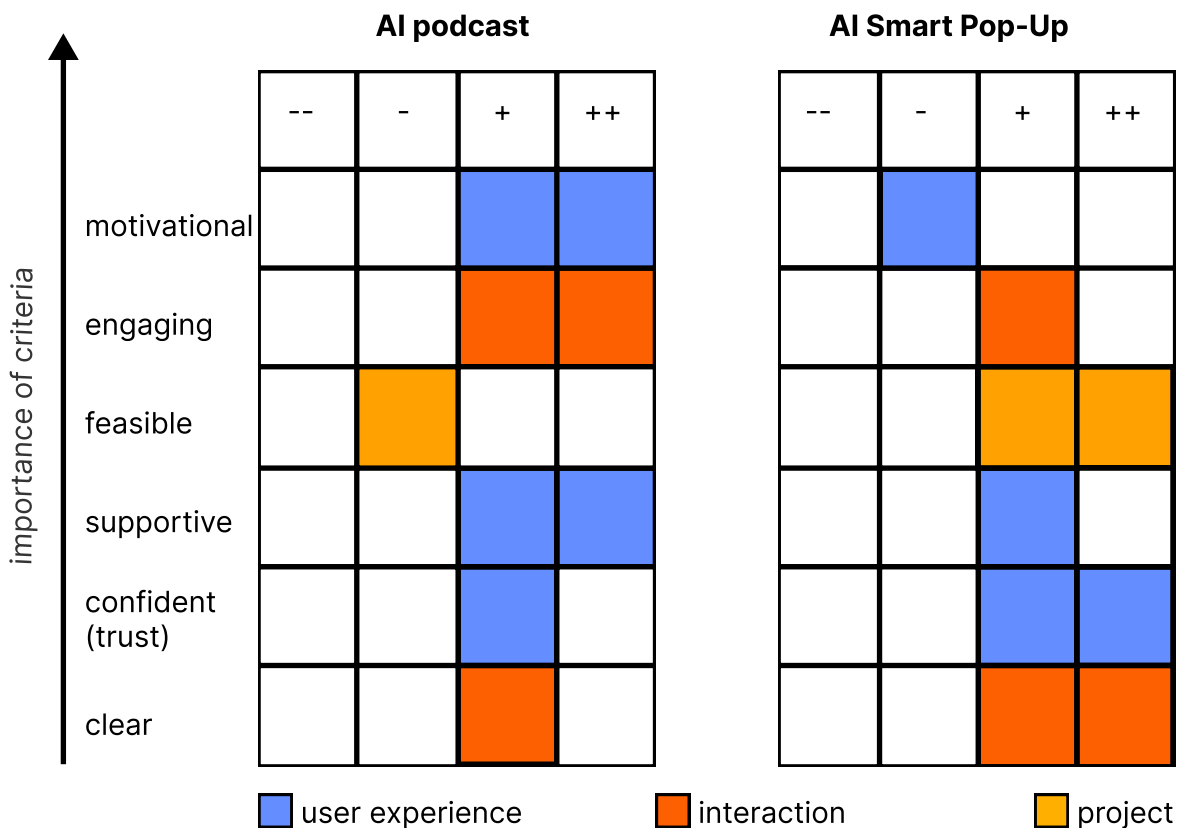 AI podcast
AI Smart Pop-Up
--
-
+
++
--
-
+
++
importance of criteria
motivational
engaging
feasible
supportive
confident
(trust)
clear
user experience
interaction
project